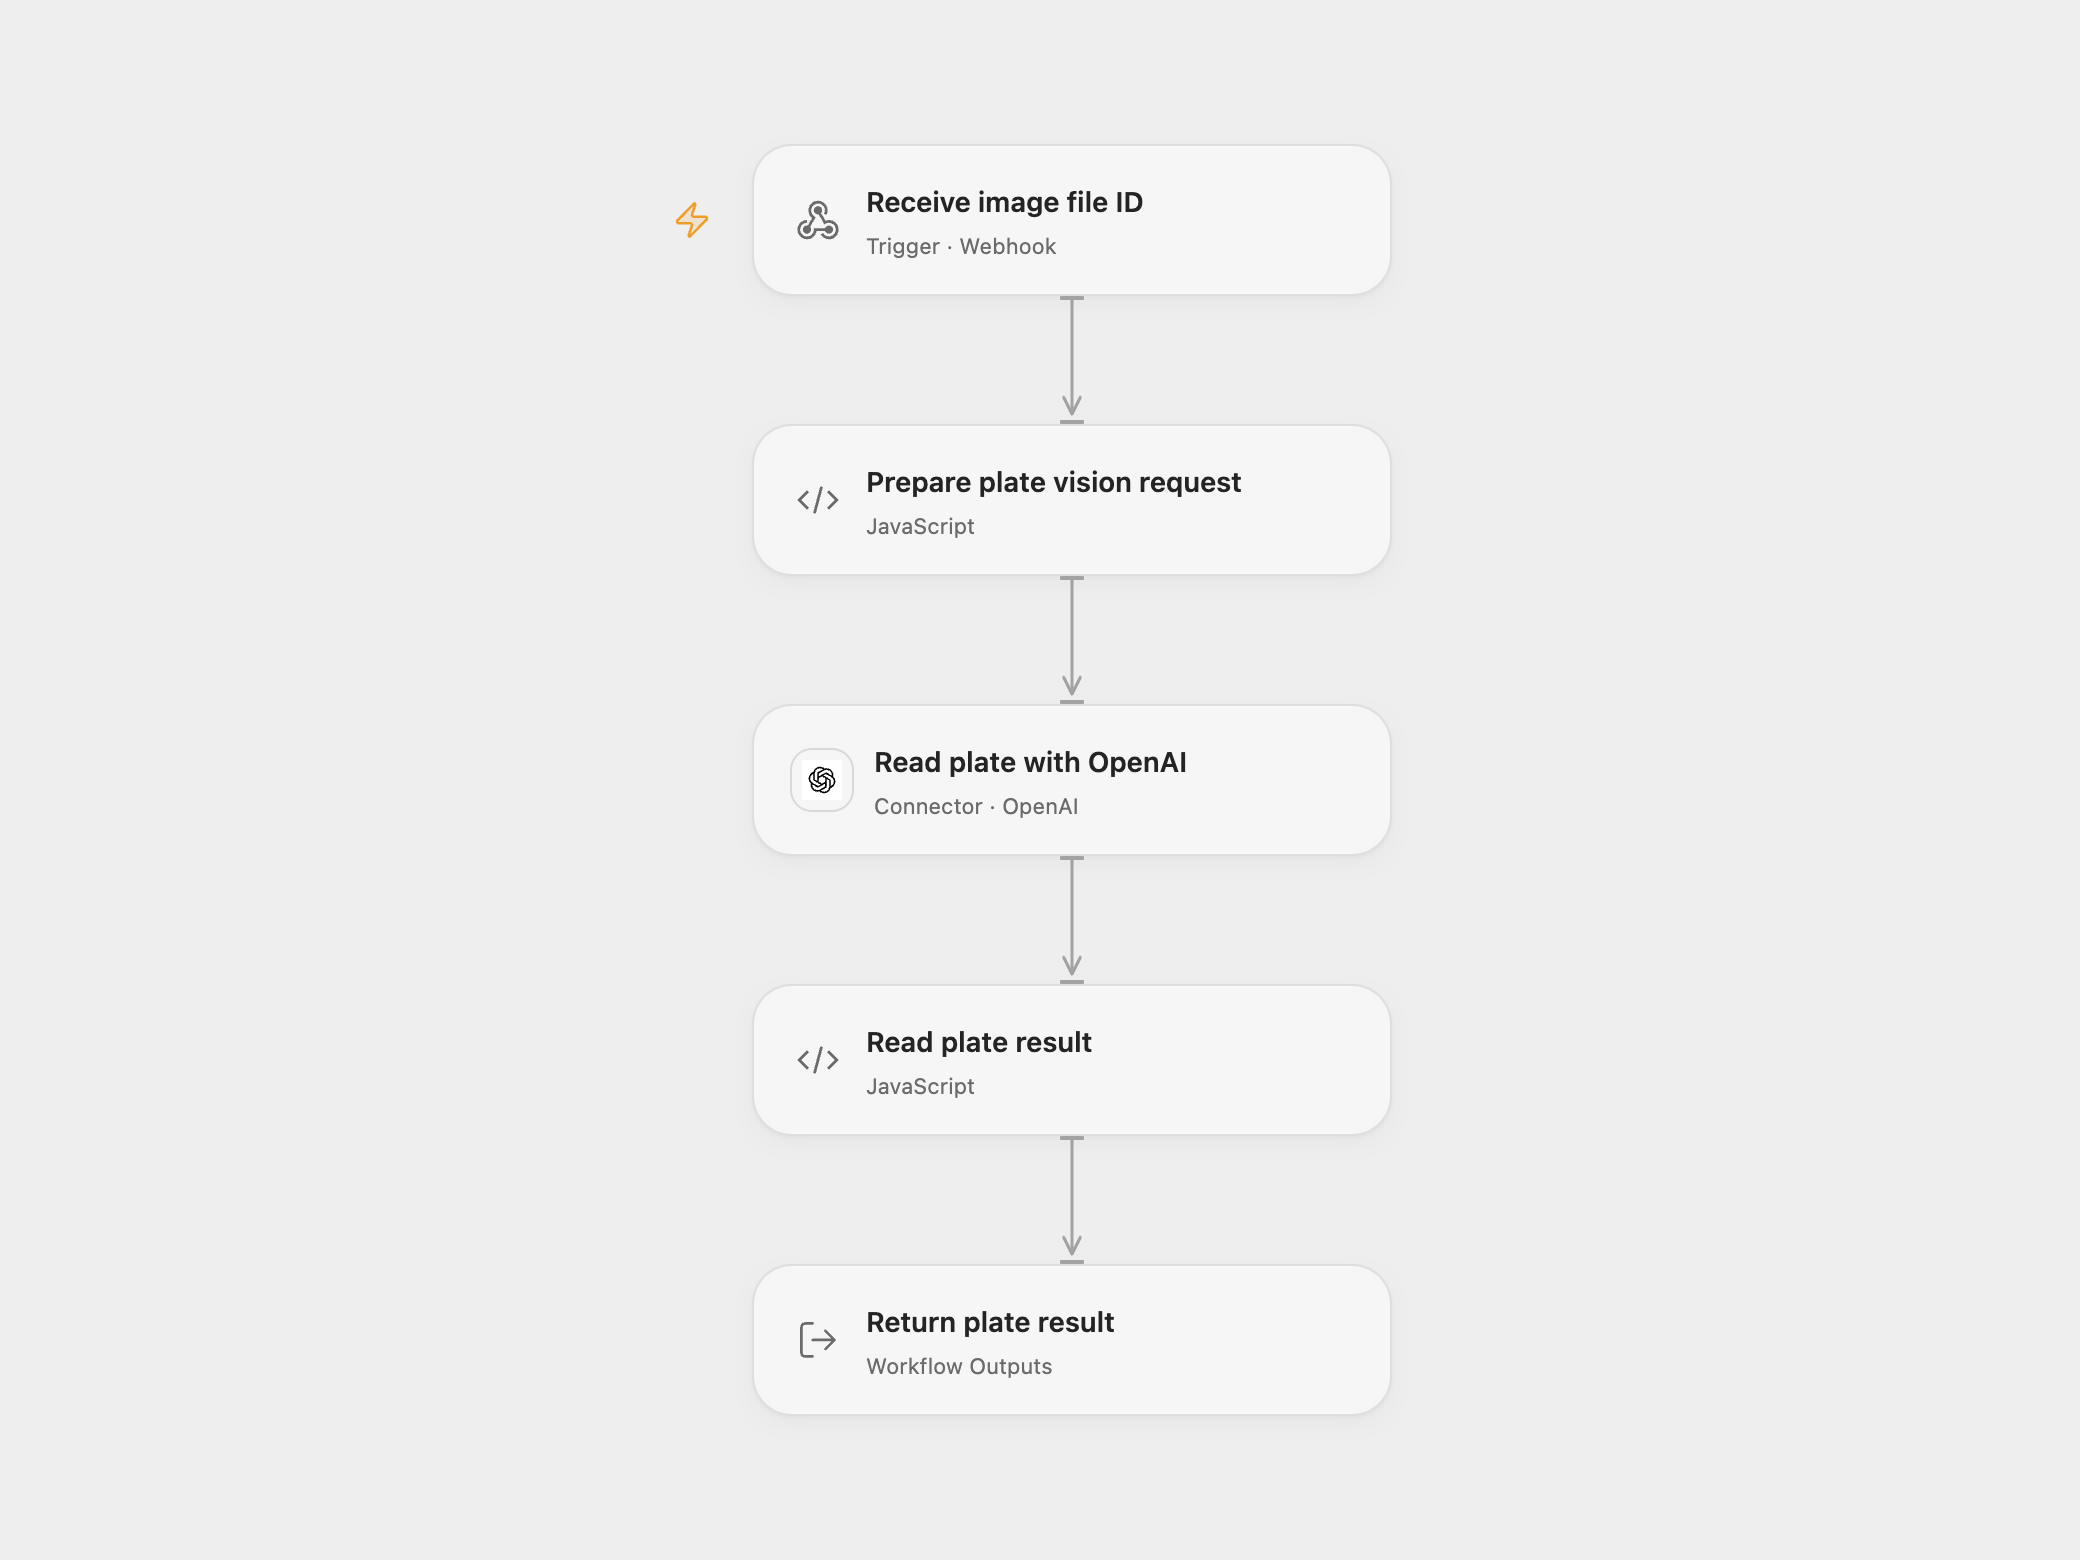 Receive image file ID
Trigger · Webhook
Prepare plate vision request
JavaScript
Read plate with OpenAI
Connector · OpenAI
Read plate result
JavaScript
Return plate result
Workflow Outputs